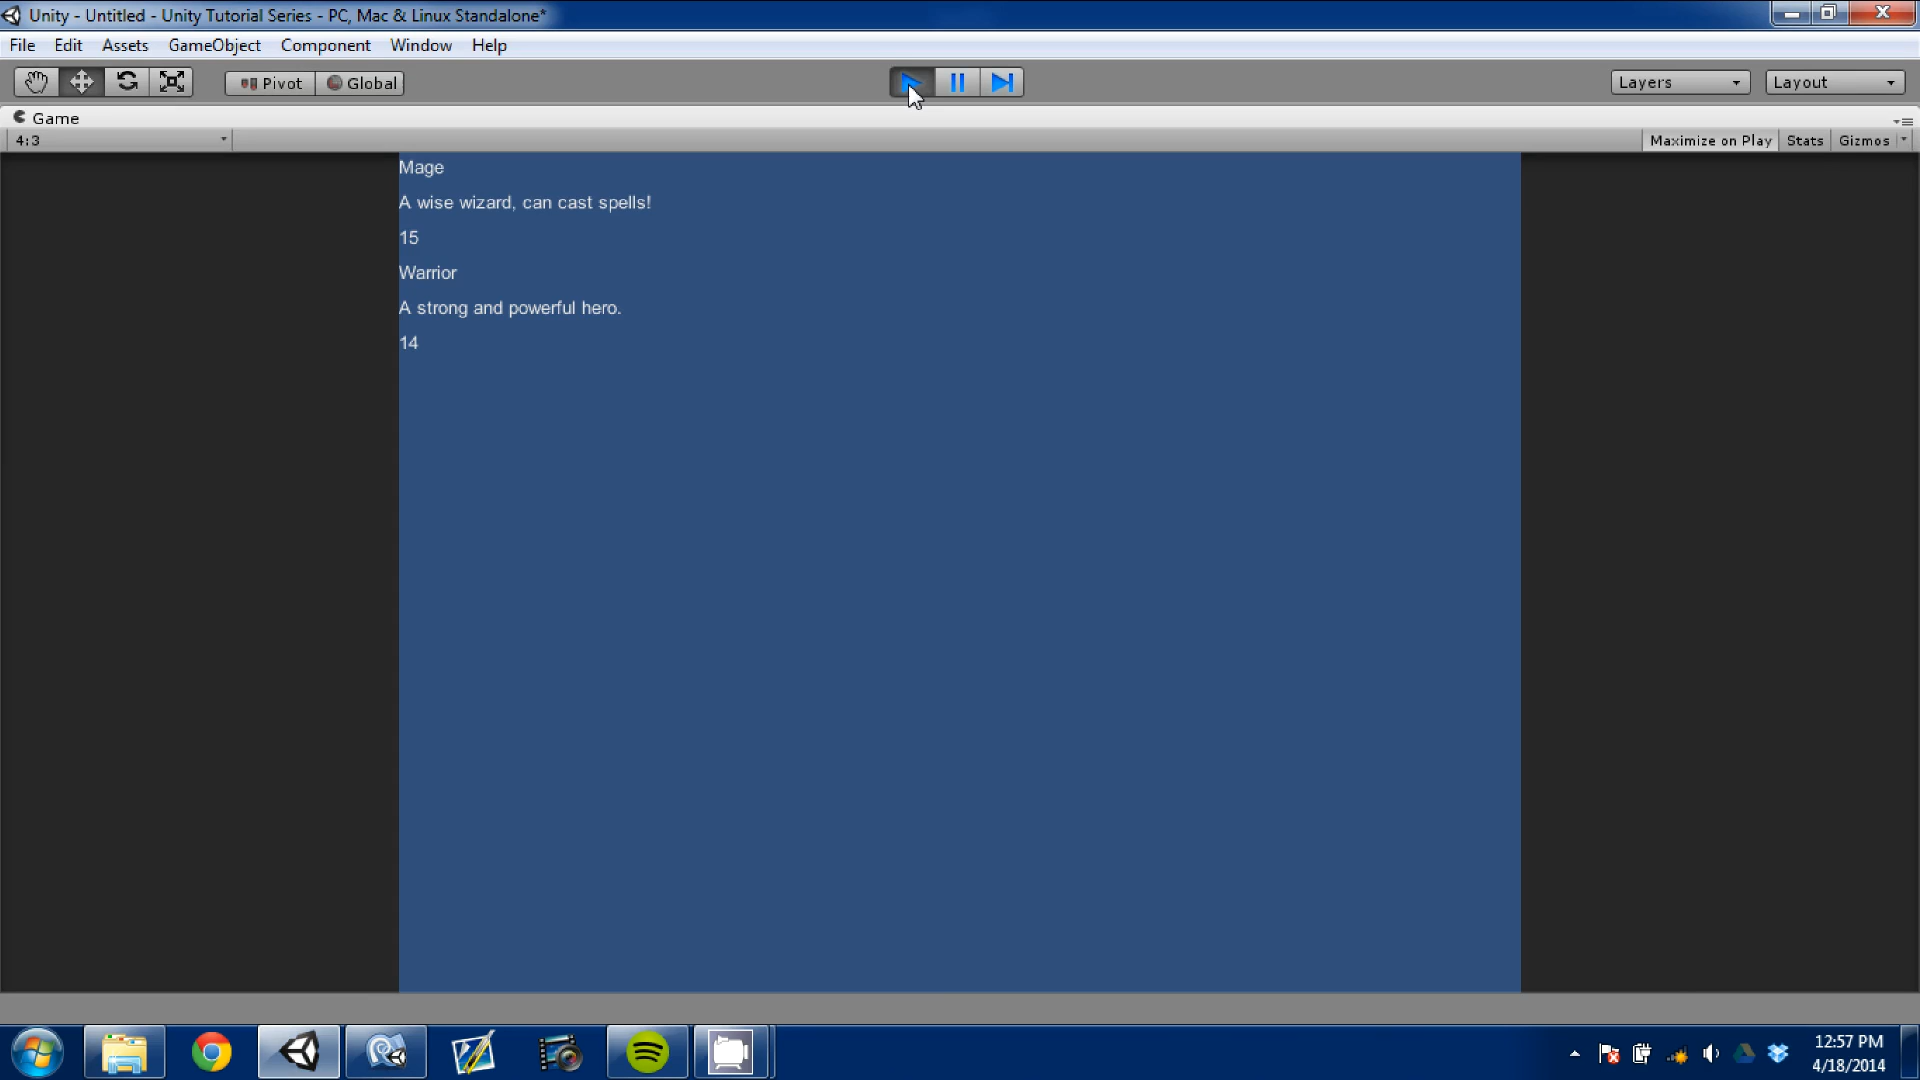 Unity - Untitled - Unity Tutorial Series - PC, Mac & Linux Standalone*
File Edit Assets GameObject Component Window Help
Pivot Global Layers Layout
Game
4:3 Maximize on Play Stats Gizmos
Mage
A wise wizard, can cast spells!
15
Warrior
A strong and powerful hero.
14
12:57 PM
4/18/2014